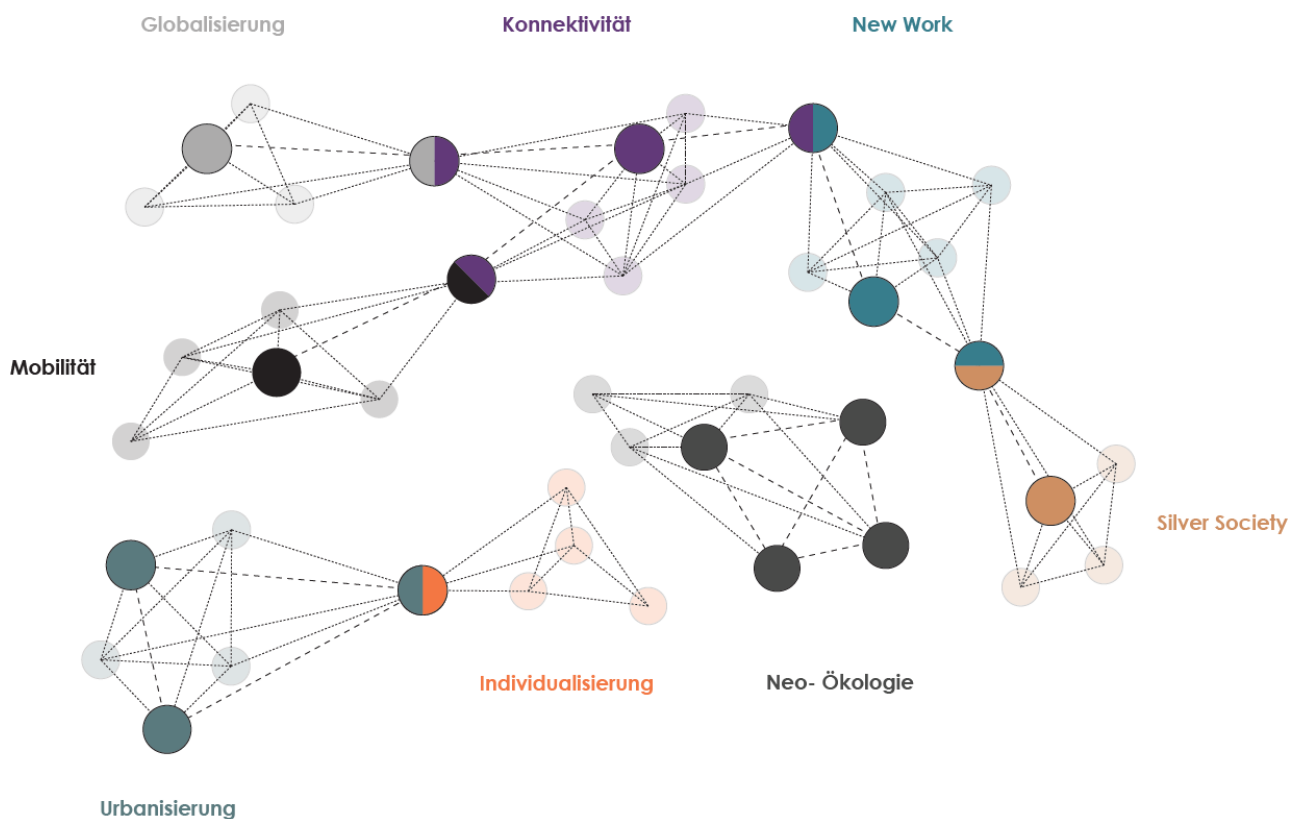 Globalisierung
Konnektivität
New Work
Mobilität
Silver Society
Individualisierung
Neo- Ökologie
Urbanisierung